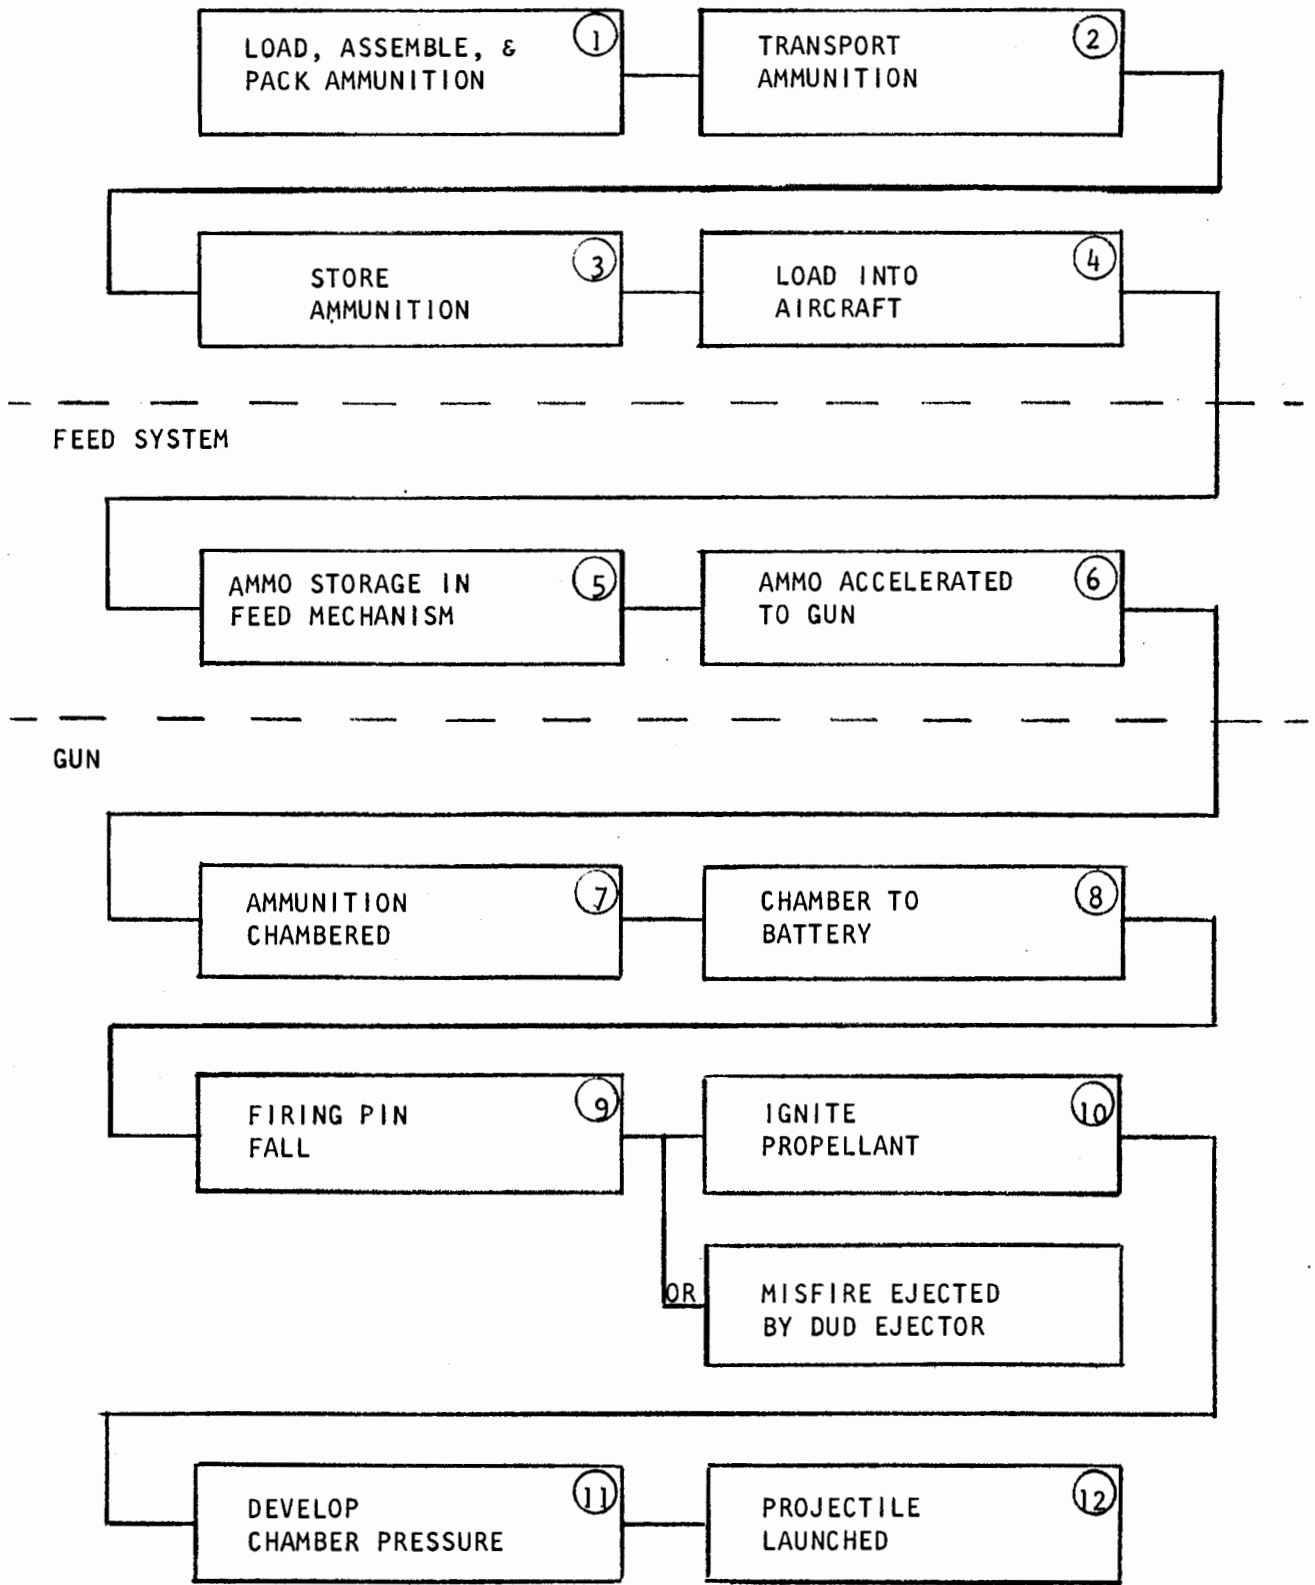 LOAD, ASSEMBLE, &
PACK AMMUNITION
1
TRANSPORT
AMMUNITION
2
STORE
AMMUNITION
3
LOAD INTO
AIRCRAFT
4
FEED SYSTEM
AMMO STORAGE IN
FEED MECHANISM
5
AMMO ACCELERATED
TO GUN
6
GUN
AMMUNITION
CHAMBERED
7
CHAMBER TO
BATTERY
8
FIRING PIN
FALL
9
IGNITE
PROPELLANT
10
OR
MISFIRE EJECTED
BY DUD EJECTOR
DEVELOP
CHAMBER PRESSURE
11
PROJECTILE
LAUNCHED
12